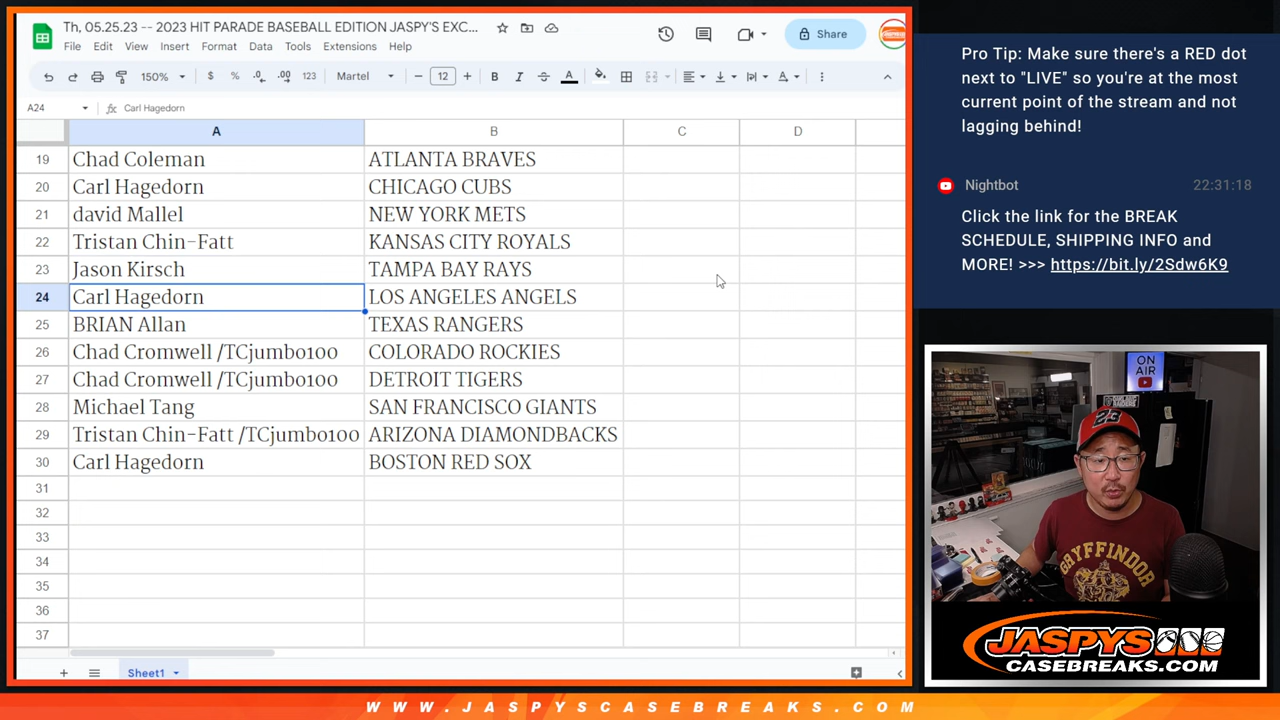 Th, 05.25.23 -- 2023 HIT PARADE BASEBALL EDITION JASPY'S EXC...
File Edit View Insert Format Data Tools Extensions Help
Share
150% $ % .0 .00 123 Martel 12 B I A
A24 fx Carl Hagedorn
A B C D
19 Chad Coleman ATLANTA BRAVES
20 Carl Hagedorn CHICAGO CUBS
21 david Mallel NEW YORK METS
22 Tristan Chin-Fatt KANSAS CITY ROYALS
23 Jason Kirsch TAMPA BAY RAYS
24 Carl Hagedorn LOS ANGELES ANGELS
25 BRIAN Allan TEXAS RANGERS
26 Chad Cromwell /TCjumbo100 COLORADO ROCKIES
27 Chad Cromwell /TCjumbo100 DETROIT TIGERS
28 Michael Tang SAN FRANCISCO GIANTS
29 Tristan Chin-Fatt /TCjumbo100 ARIZONA DIAMONDBACKS
30 Carl Hagedorn BOSTON RED SOX
31
32
33
34
35
36
37
Sheet1
Pro Tip: Make sure there's a RED dot
next to "LIVE" so you're at the most
current point of the stream and not
lagging behind!
Nightbot 22:31:18
Click the link for the BREAK
SCHEDULE, SHIPPING INFO and
MORE! >>> https://bit.ly/2Sdw6K9
ON
AIR
23
GRYFFINDOR
JASPYS
CASEBREAKS.COM
WWW.JASPYSCASEBREAKS.COM